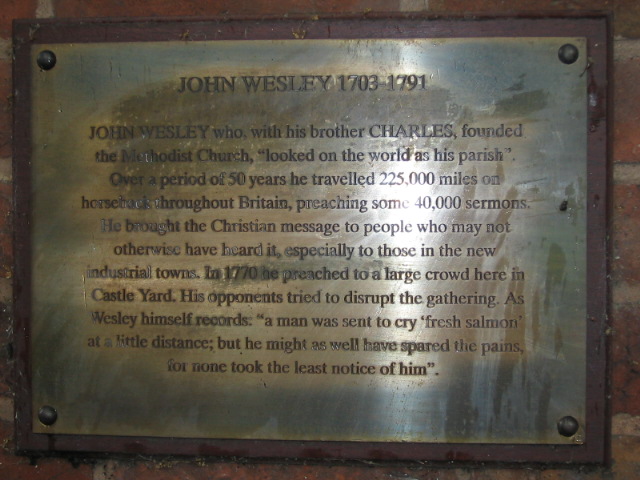 JOHN WESLEY 1703-1791
JOHN WESLEY who, with his brother CHARLES, founded
the Methodist Church, "looked on the world as his parish".
Over a period of 50 years he travelled 225,000 miles on
horseback throughout Britain, preaching some 40,000 sermons.
He brought the Christian message to people who may not
otherwise have heard it, especially to those in the new
industrial towns. In 1770 he preached to a large crowd here in
Castle Yard. His opponents tried to disrupt the gathering. As
Wesley himself records: "a man was sent to cry 'fresh salmon'
at a little distance; but he might as well have spared the pains,
for none took the least notice of him".